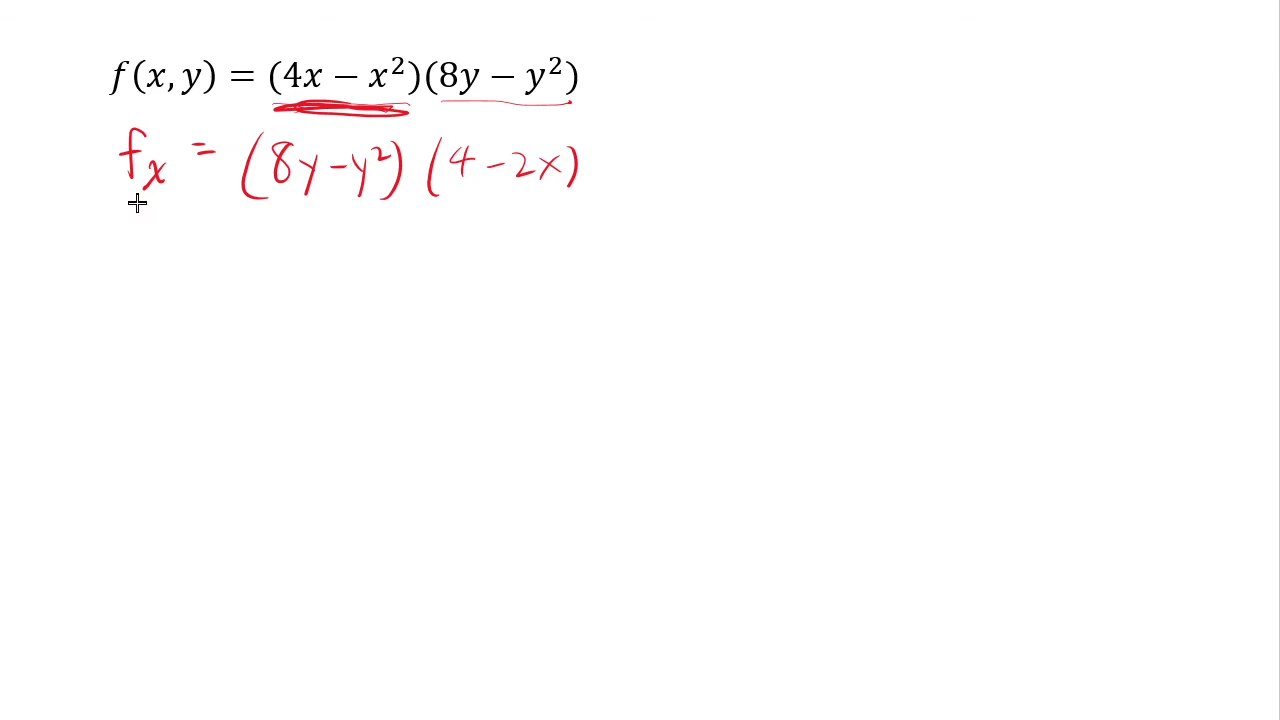 f(x, y) = (4x − x²)(8y − y²)
fx = (8y − y²) (4 − 2x)